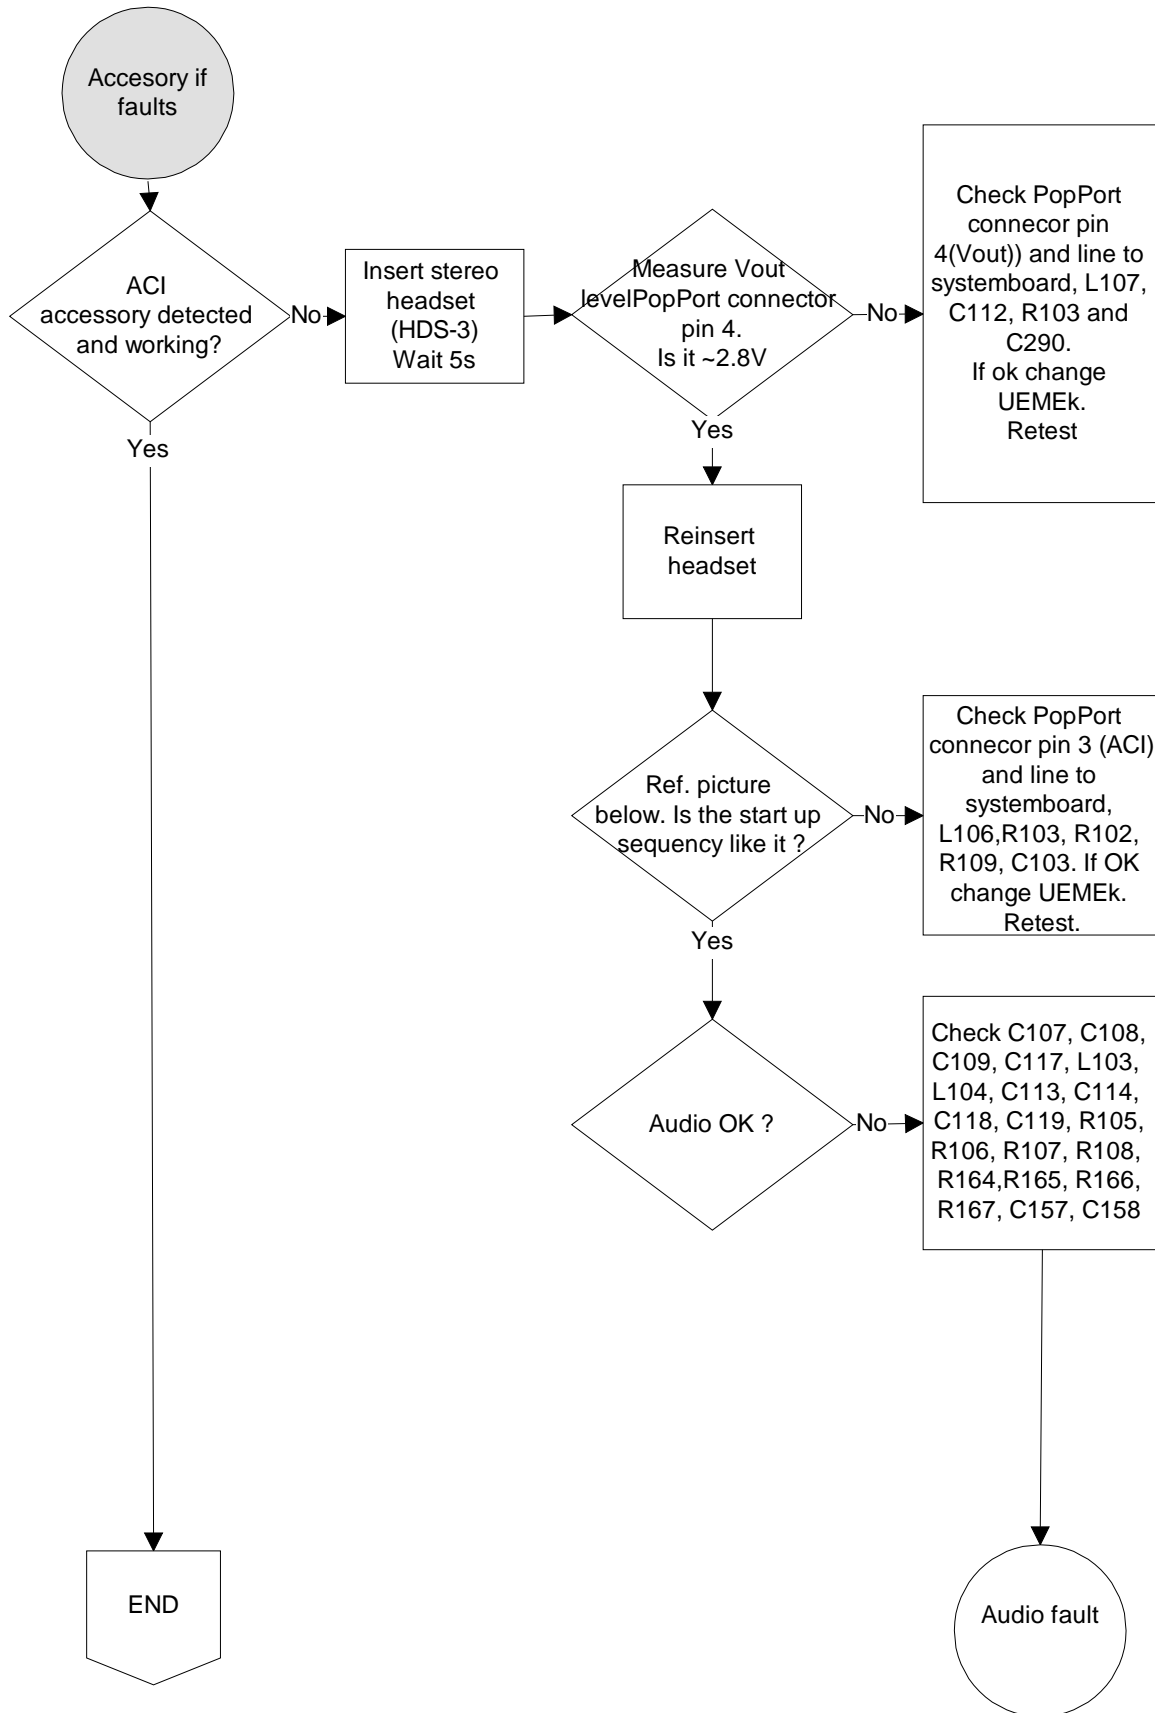 Accesory if
faults
ACI
accessory detected
and working?
No
Insert stereo
headset
(HDS-3)
Wait 5s
Measure Vout
levelPopPort connector
pin 4.
Is it ~2.8V
No
Check PopPort
connecor pin
4(Vout)) and line to
systemboard, L107,
C112, R103 and
C290.
If ok change
UEMEk.
Retest
Yes
Yes
Reinsert
headset
Ref. picture
below. Is the start up
sequency like it ?
No
Check PopPort
connecor pin 3 (ACI)
and line to
systemboard,
L106,R103, R102,
R109, C103. If OK
change UEMEk.
Retest.
Yes
Audio OK ?
No
Check C107, C108,
C109, C117, L103,
L104, C113, C114,
C118, C119, R105,
R106, R107, R108,
R164,R165, R166,
R167, C157, C158
END
Audio fault